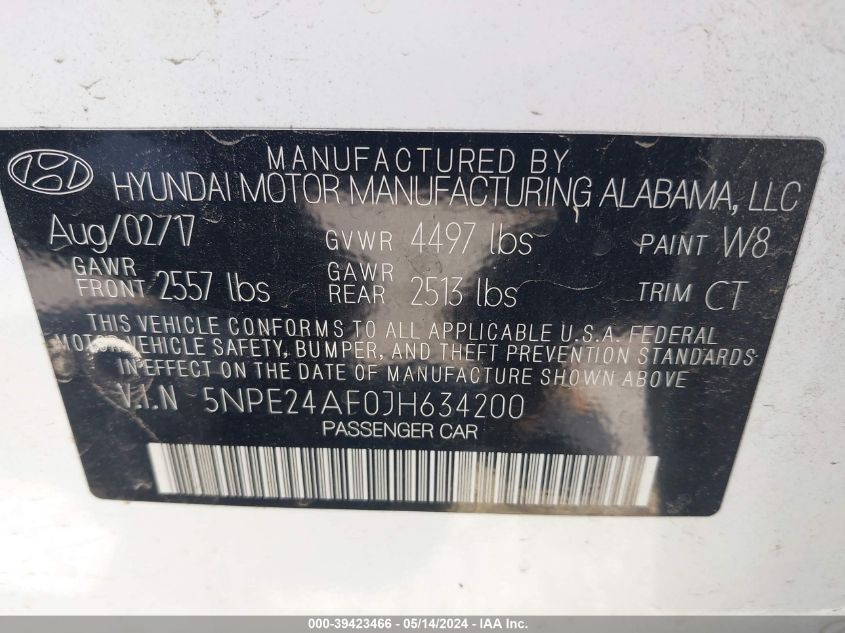 MANUFACTURED BY
HYUNDAI MOTOR MANUFACTURING ALABAMA, LLC
Aug/02/17 GVWR 4497 lbs PAINT W8
GAWR FRONT 2557 lbs GAWR REAR 2513 lbs TRIM CT
THIS VEHICLE CONFORMS TO ALL APPLICABLE U.S.A. FEDERAL
MOTOR VEHICLE SAFETY, BUMPER, AND THEFT PREVENTION STANDARDS
IN EFFECT ON THE DATE OF MANUFACTURE SHOWN ABOVE
V.I.N 5NPE24AF0JH634200
PASSENGER CAR
000-39423466 - 05/14/2024 - IAA Inc.